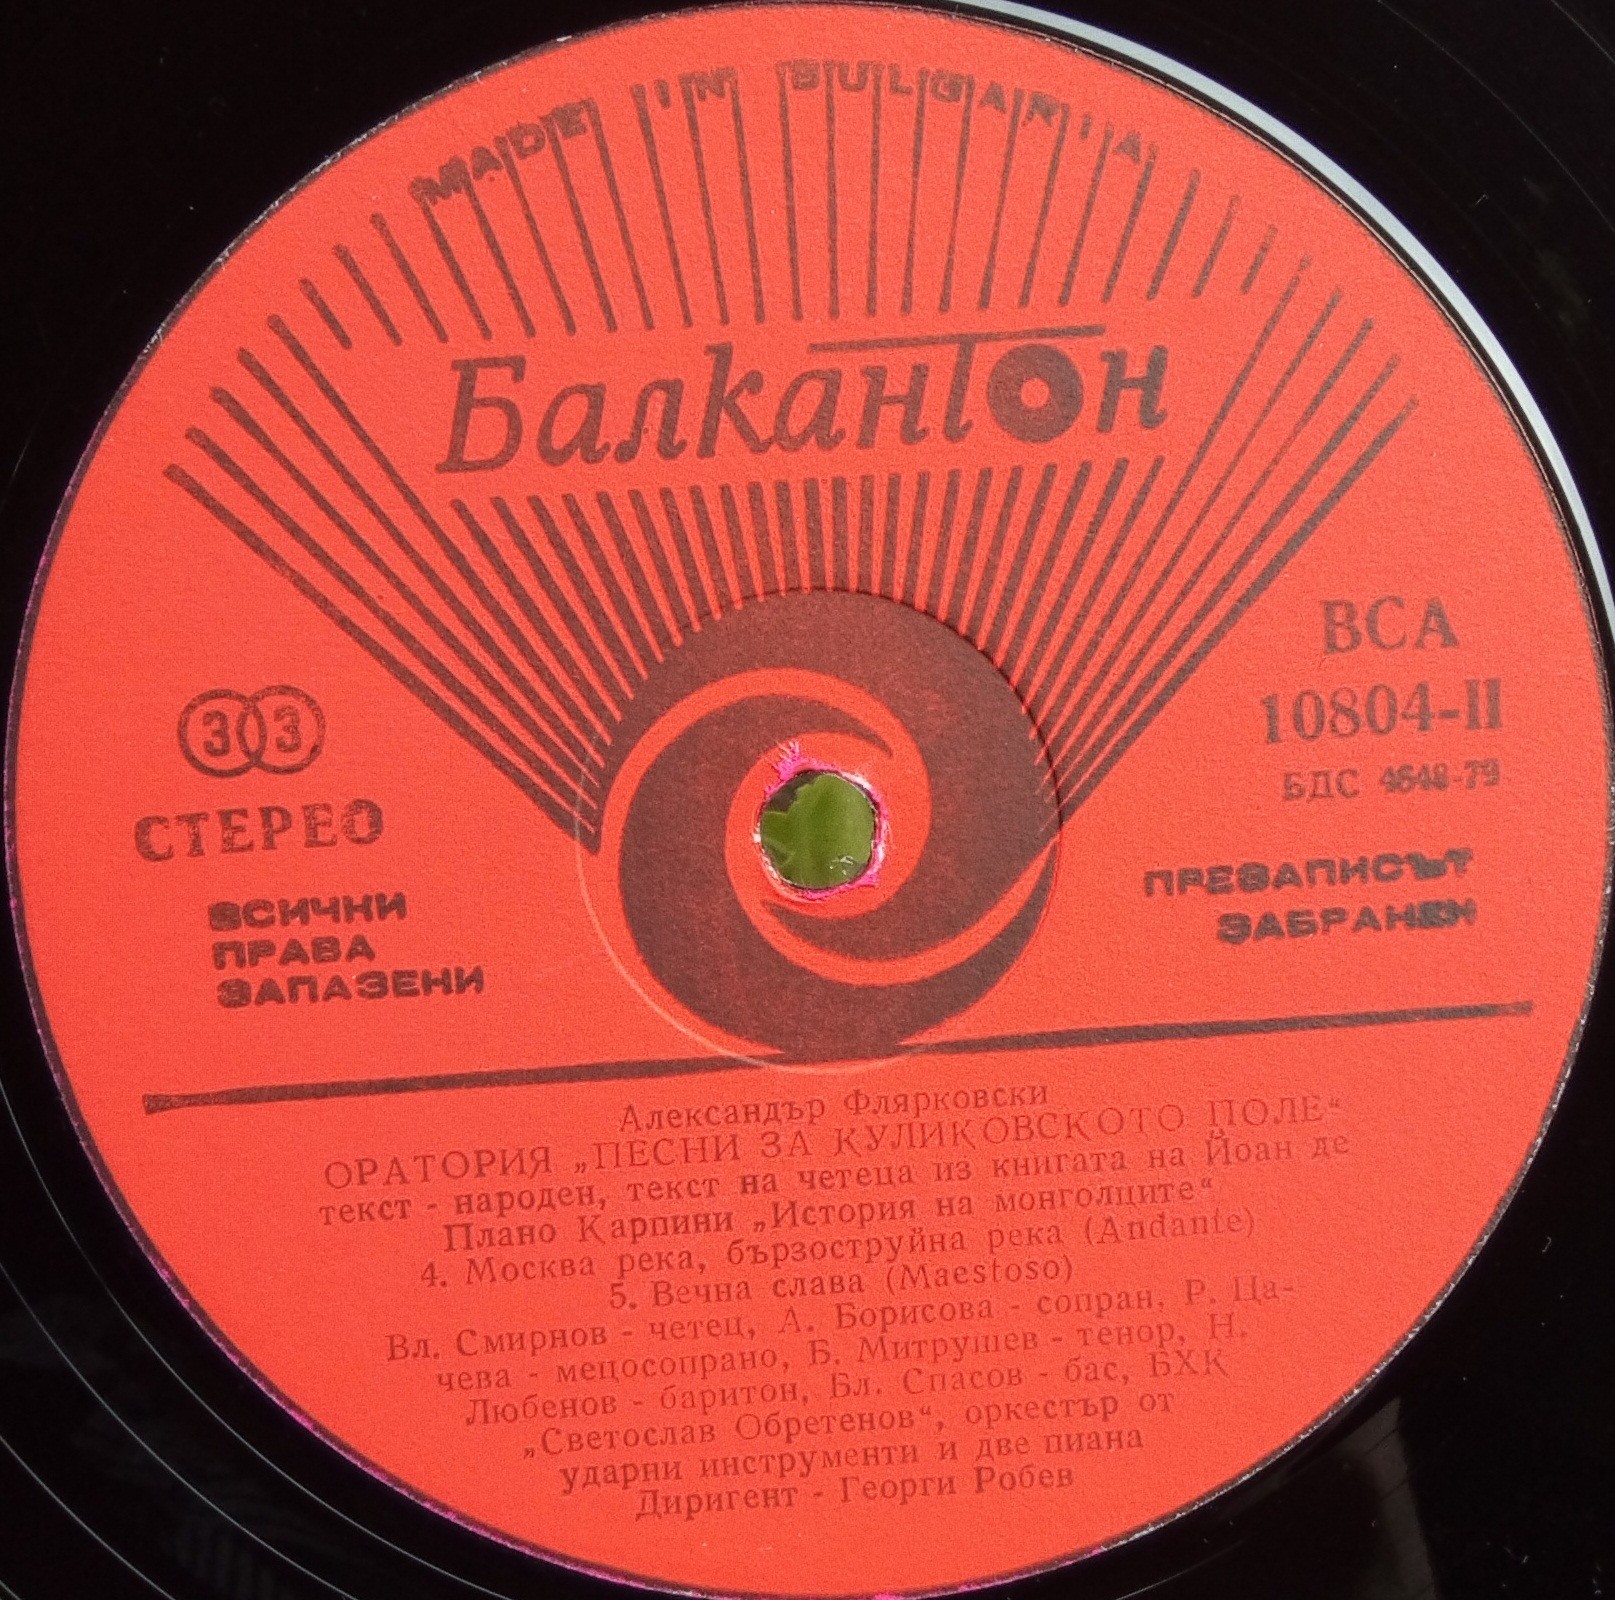 MADE IN BULGARIA
Балкантон
33
СТЕРЕО
ВСИЧКИ
ПРАВА
ЗАПАЗЕНИ
ВСА
10804-II
БДС 4648-79
ПРЕЗАПИСЪТ
ЗАБРАНЕН
Александър Флярковски
ОРАТОРИЯ „ПЕСНИ ЗА КУЛИКОВСКОТО ПОЛЕ“
текст - народен, текст на четеца из книгата на Йоан де
Плано Карпини „История на монголците“
4. Москва река, бързоструйна река (Andante)
5. Вечна слава (Maestoso)
Вл. Смирнов - четец, А. Борисова - сопран, Р. Ца-
чева - мецосопрано, Б. Митрушев - тенор, Н.
Любенов - баритон, Бл. Спасов - бас, БХК
„Светослав Обретенов“, оркестър от
ударни инструменти и две пиана
Диригент - Георги Робев